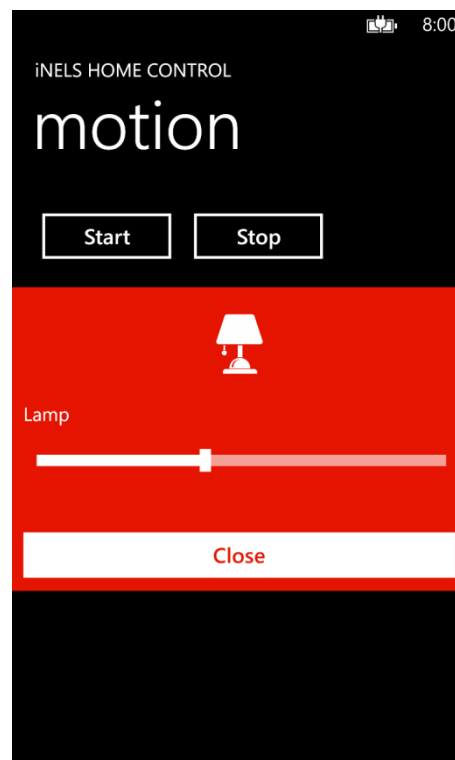 8:00
iNELS HOME CONTROL
motion
Start Stop
Lamp
Close